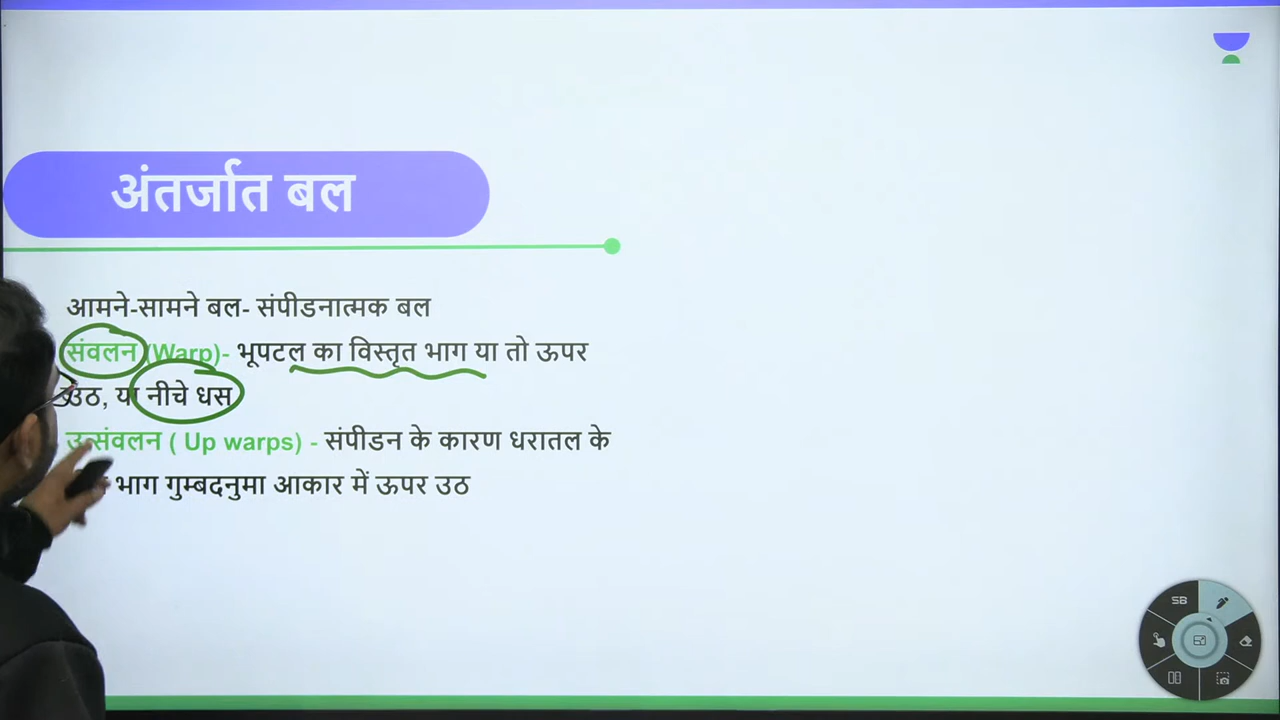 अंतर्जात बल
आमने-सामने बल- संपीडनात्मक बल
संवलन (Warp)- भूपटल का विस्तृत भाग या तो ऊपर
उठ, या नीचे धस
उत्संवलन ( Up warps) - संपीडन के कारण धरातल के
भाग गुम्बदनुमा आकार में ऊपर उठ
SB